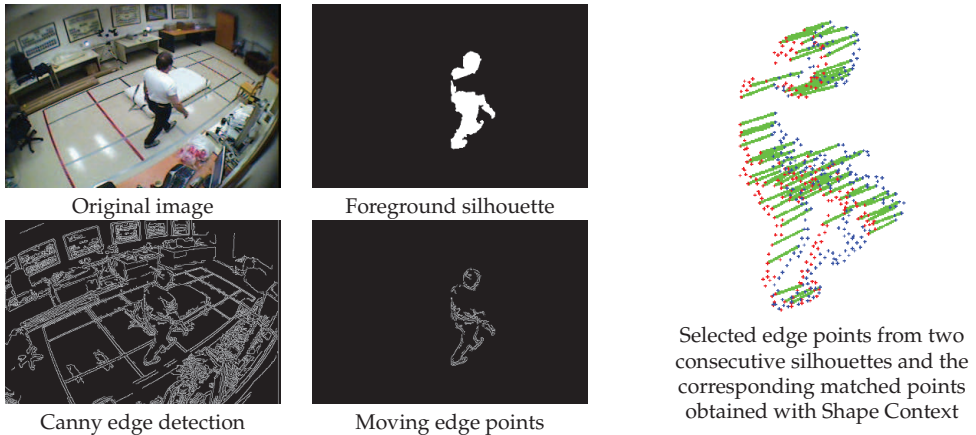 Original image
Foreground silhouette
Canny edge detection
Moving edge points
Selected edge points from two
consecutive silhouettes and the
corresponding matched points
obtained with Shape Context